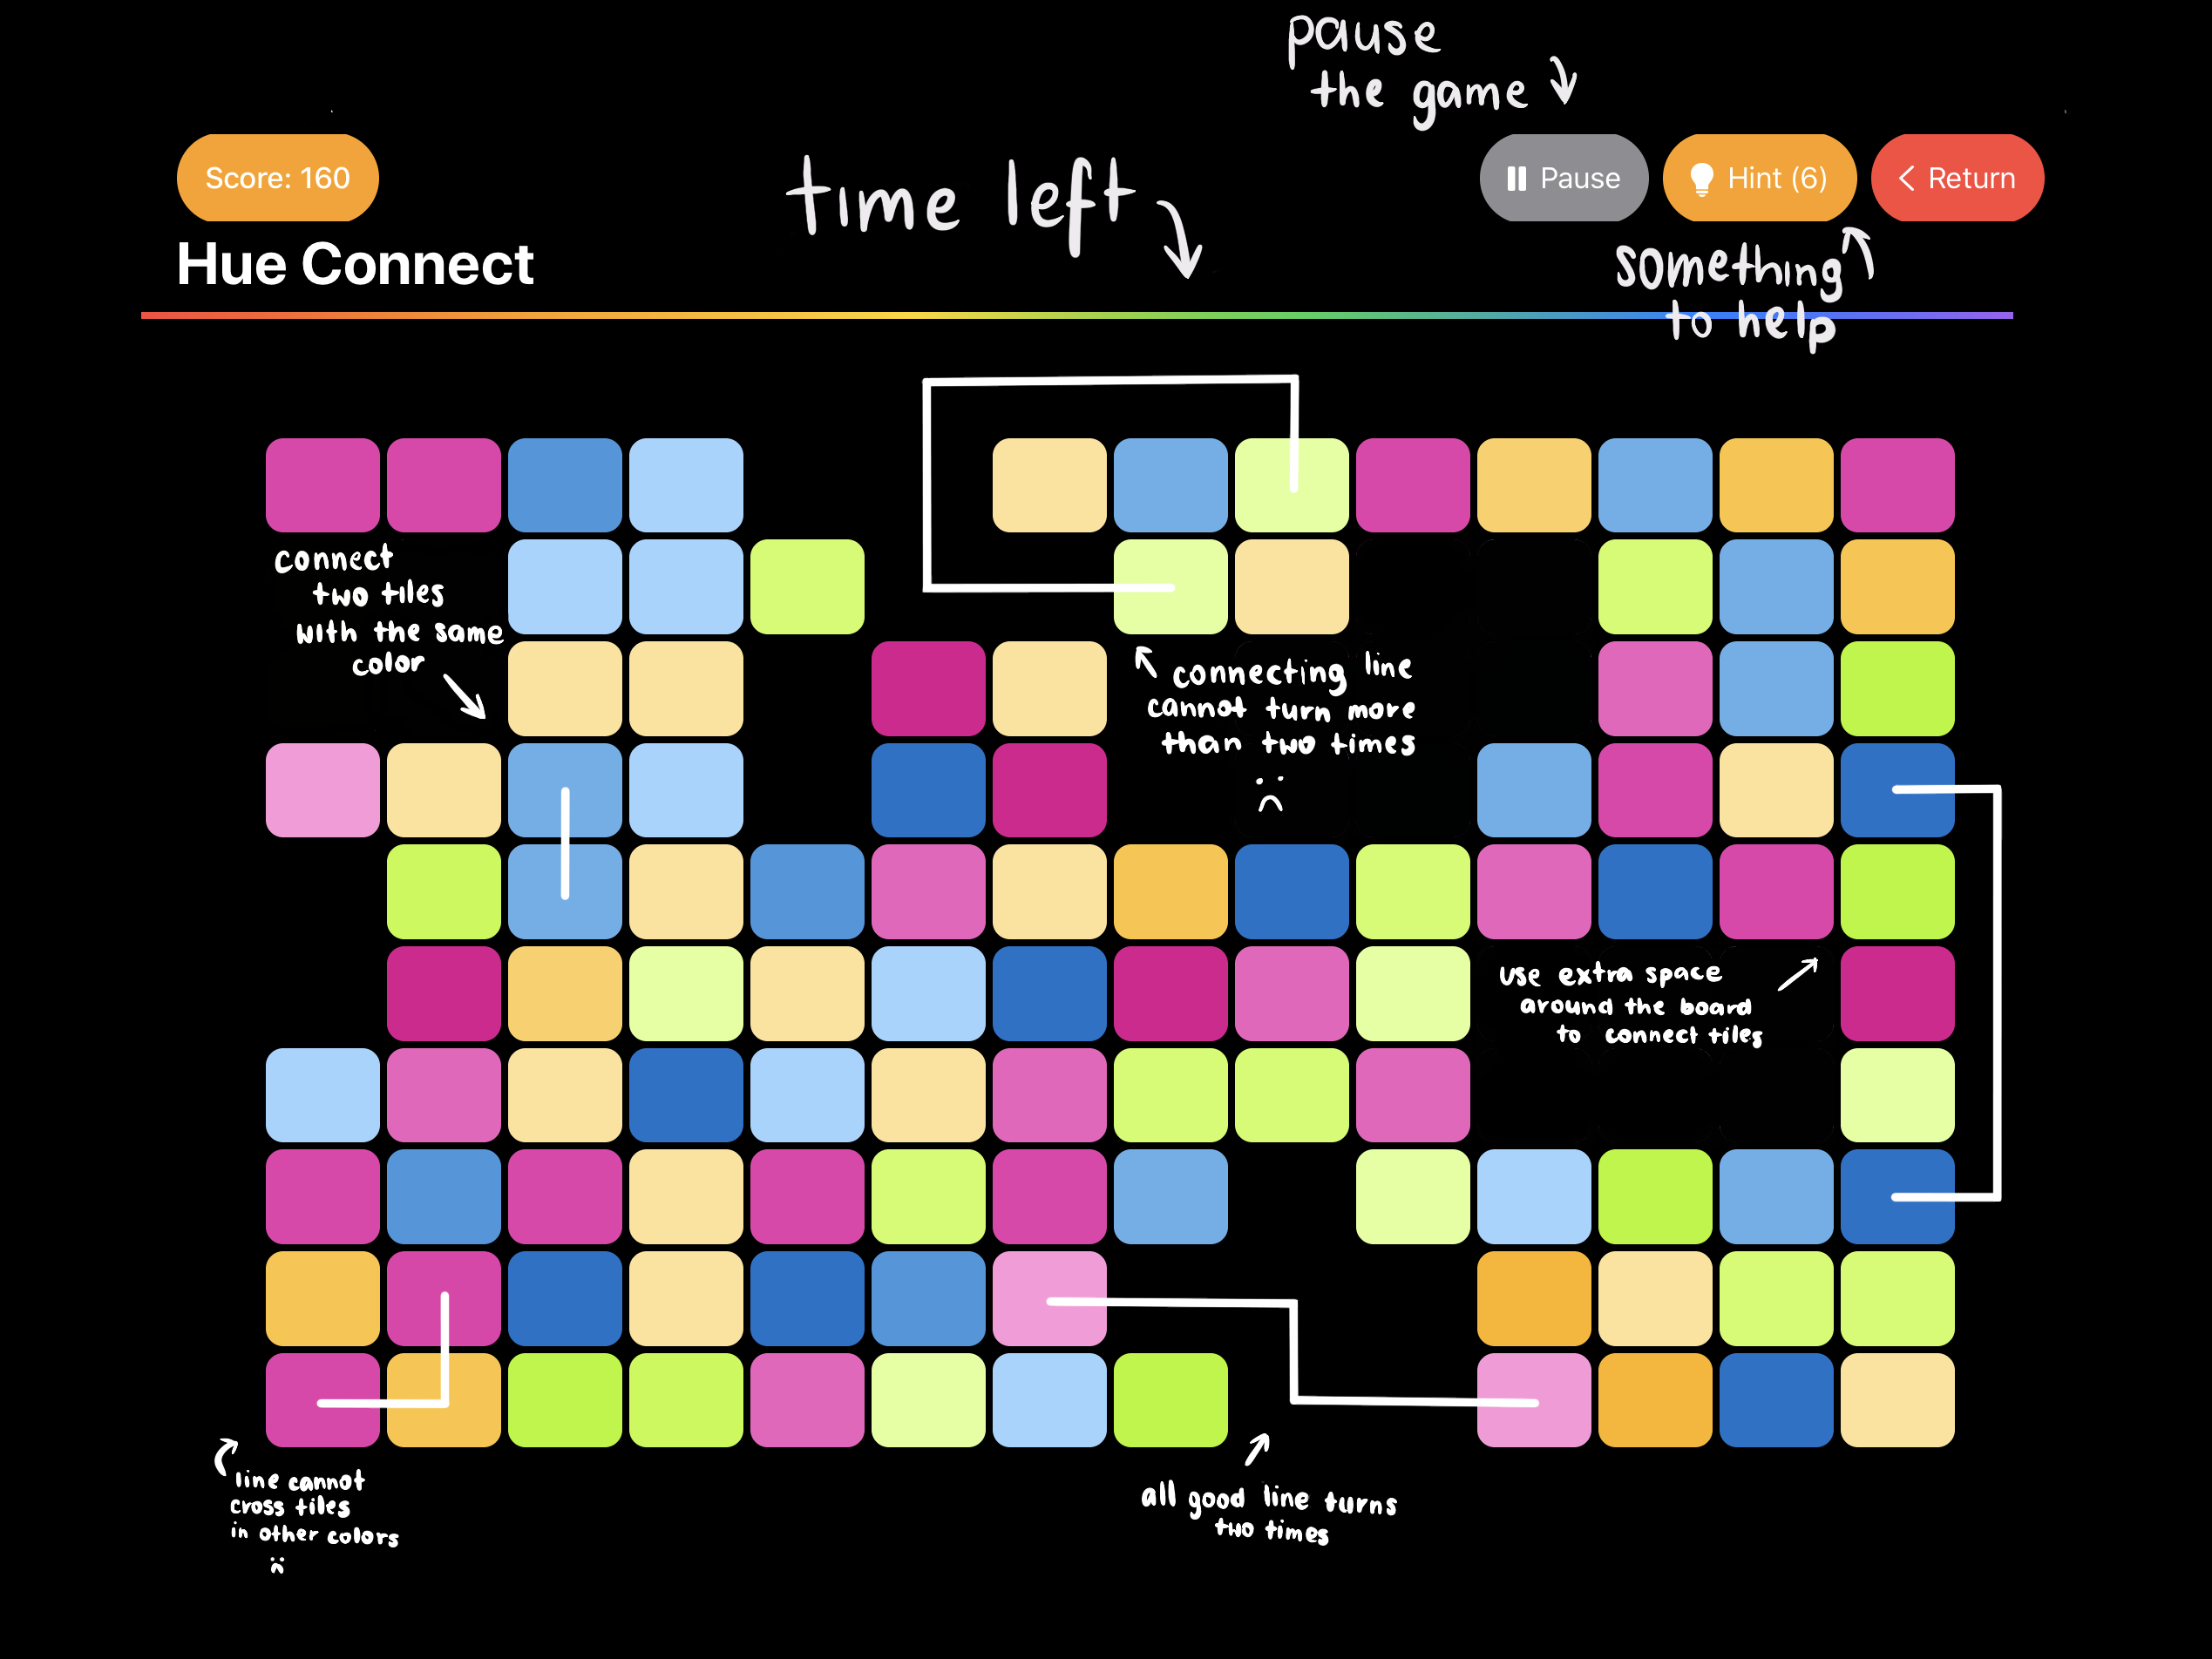 pause
the game
Score: 160
time left
Pause
Hint (6)
Return
Hue Connect
something
to help
connect
two tiles
with the same
color
connecting line
cannot turn more
than two times
use extra space
around the board
to connect tiles
line cannot
cross tiles
in other colors
all good line turns
two times